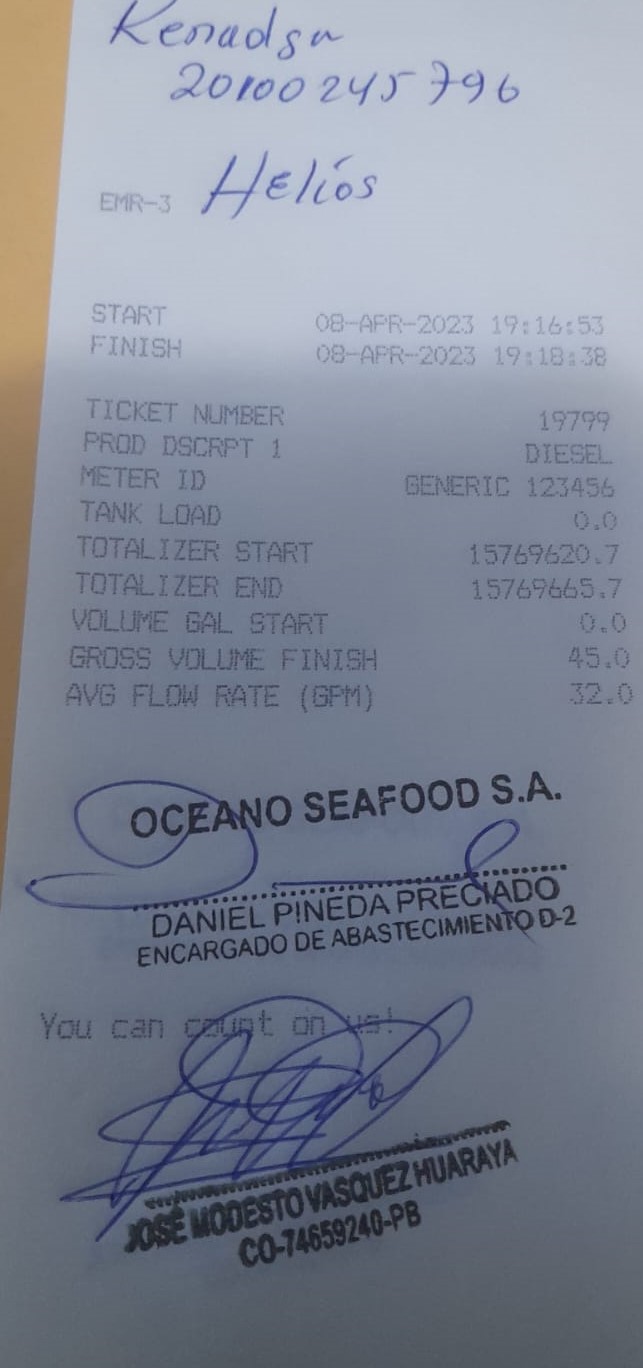 Kenadsa
20100245796
EMR-3 Helios
START 08-APR-2023 19:16:53
FINISH 08-APR-2023 19:18:38
TICKET NUMBER 19799
PROD DSCRPT 1 DIESEL
METER ID GENERIC 123456
TANK LOAD 0.0
TOTALIZER START 15769620.7
TOTALIZER END 15769665.7
VOLUME GAL START 0.0
GROSS VOLUME FINISH 45.0
AVG FLOW RATE (GPM) 32.0
OCEANO SEAFOOD S.A.
DANIEL PINEDA PRECIADO
ENCARGADO DE ABASTECIMIENTO D-2
You can count on us!
JOSÉ MODESTO VASQUEZ HUARAYA
CO-74659240-PB